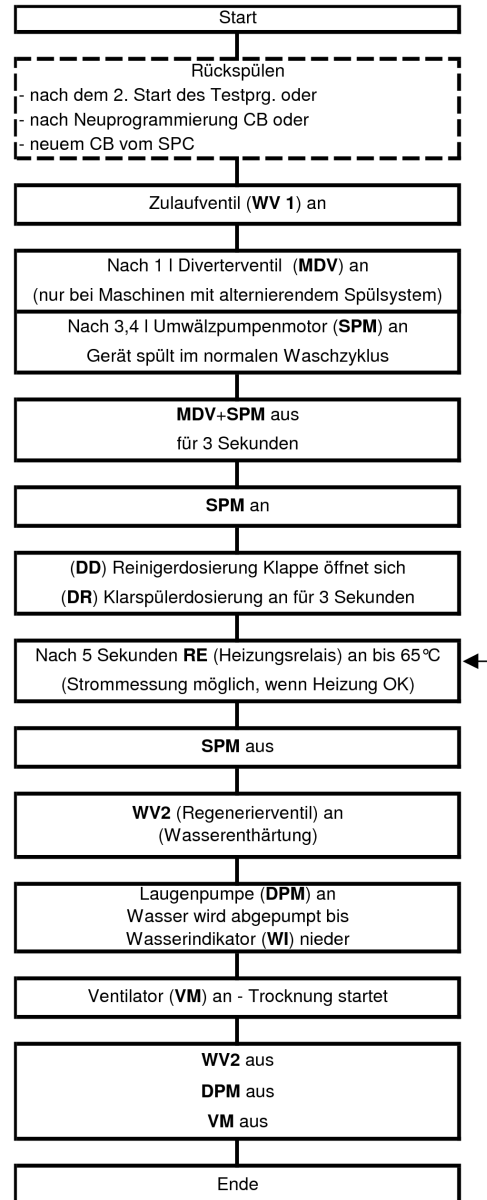 Start
Rückspülen
- nach dem 2. Start des Testprg. oder
- nach Neuprogrammierung CB oder
- neuem CB vom SPC
Zulaufventil (WV 1) an
Nach 1 l Diverterventil (MDV) an
(nur bei Maschinen mit alternierendem Spülsystem)
Nach 3,4 l Umwälzpumpenmotor (SPM) an
Gerät spült im normalen Waschzyklus
MDV+SPM aus
für 3 Sekunden
SPM an
(DD) Reinigerdosierung Klappe öffnet sich
(DR) Klarspülerdosierung an für 3 Sekunden
Nach 5 Sekunden RE (Heizungsrelais) an bis 65°C
(Strommessung möglich, wenn Heizung OK)
SPM aus
WV2 (Regenerierventil) an
(Wasserenthärtung)
Laugenpumpe (DPM) an
Wasser wird abgepumpt bis
Wasserindikator (WI) nieder
Ventilator (VM) an - Trocknung startet
WV2 aus
DPM aus
VM aus
Ende